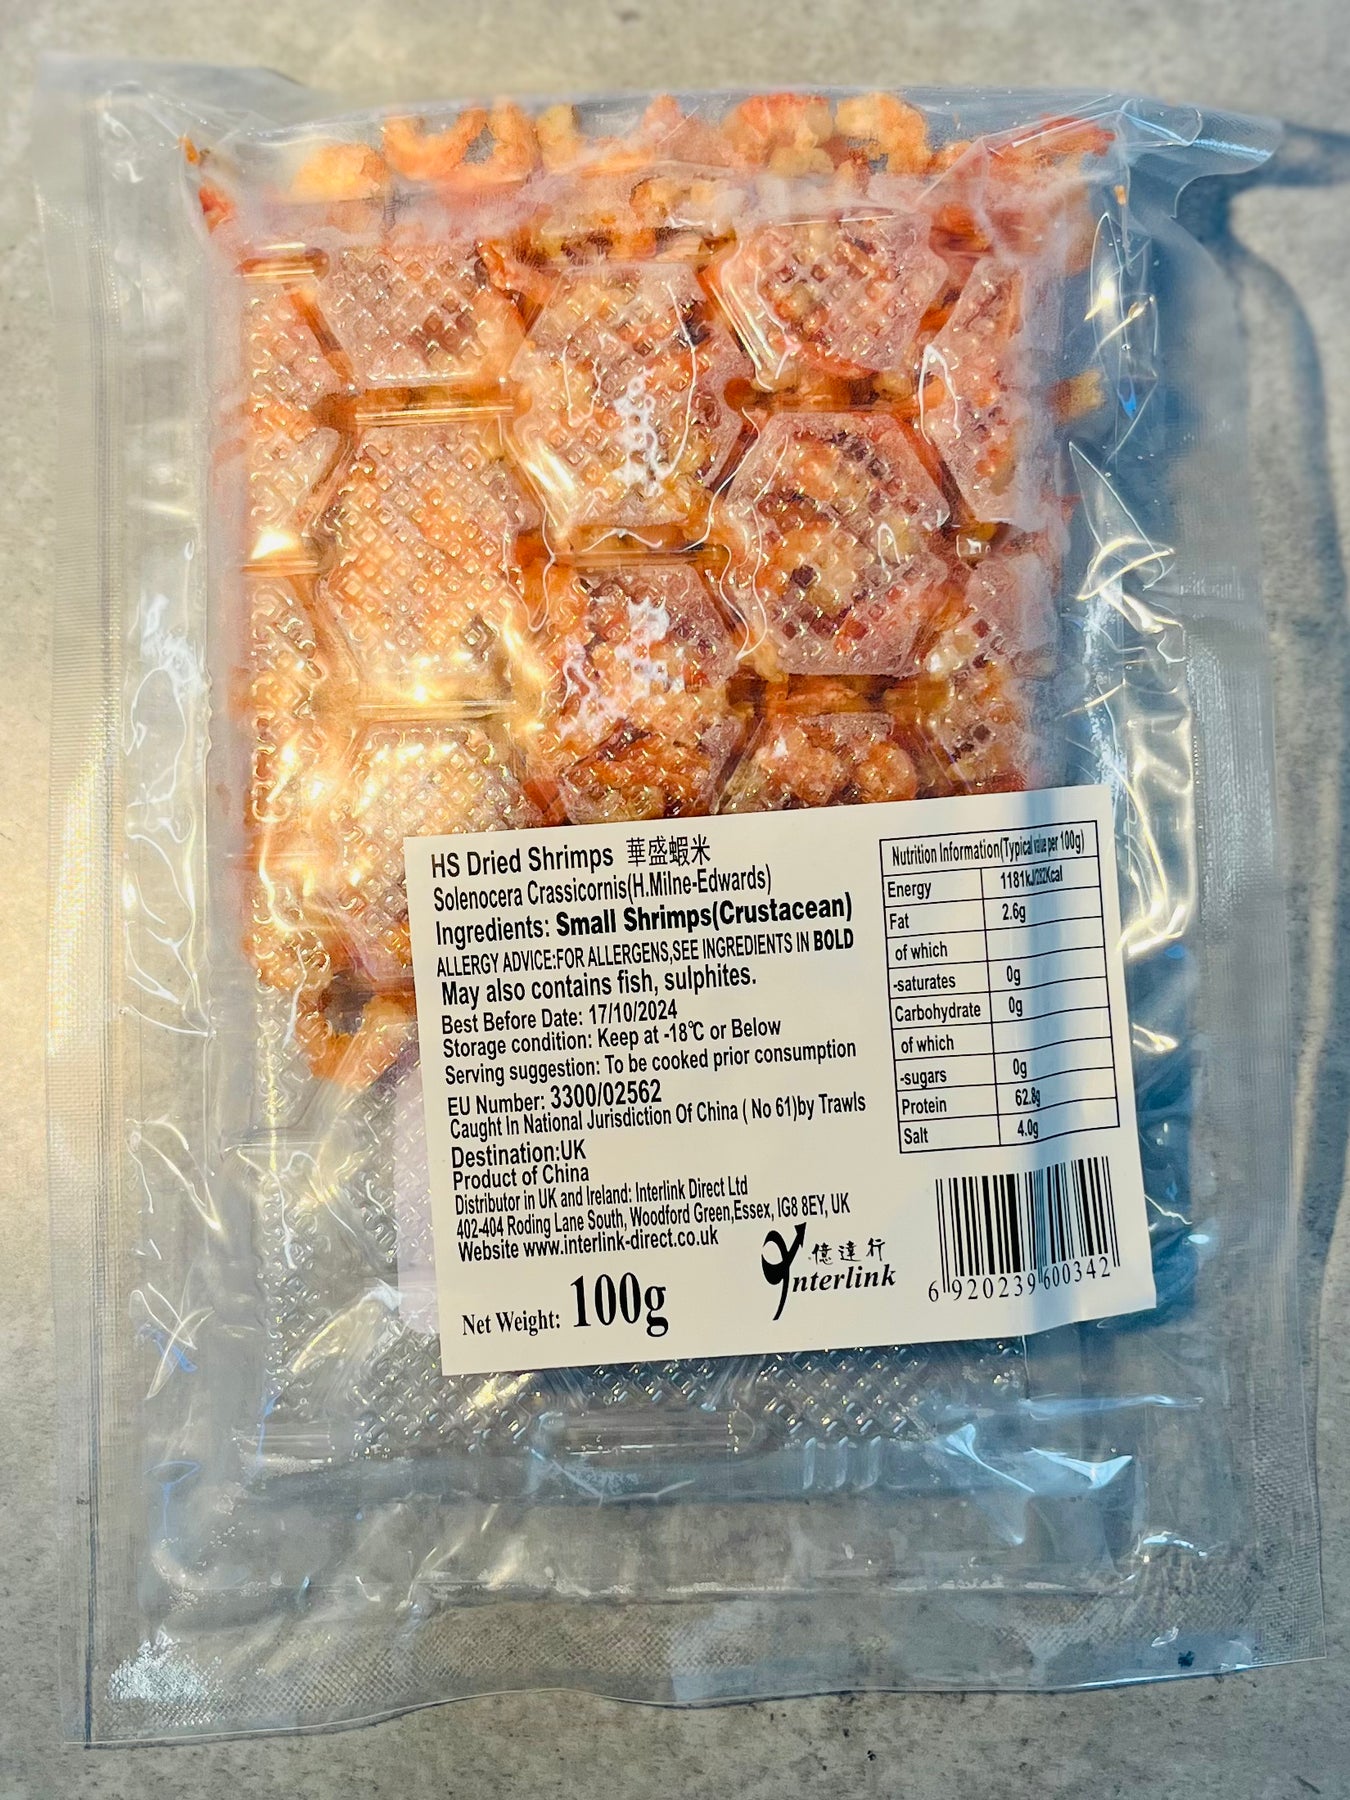 HS Dried Shrimps 華盛蝦米
Solenocera Crassicornis(H.Milne-Edwards)
Ingredients: Small Shrimps(Crustacean)
ALLERGY ADVICE:FOR ALLERGENS,SEE INGREDIENTS IN BOLD
May also contains fish, sulphites.
Best Before Date: 17/10/2024
Storage condition: Keep at -18℃ or Below
Serving suggestion: To be cooked prior consumption
EU Number: 3300/02562
Caught In National Jurisdiction Of China ( No 61)by Trawls
Destination:UK
Product of China
Distributor in UK and Ireland: Interlink Direct Ltd
402-404 Roding Lane South, Woodford Green,Essex, IG8 8EY, UK
Website www.interlink-direct.co.uk
Net Weight: 100g
億達行
Ynterlink
Nutrition Information(Typical value per 100g)
Energy 1181kJ/282Kcal
Fat 2.6g
of which
-saturates 0g
Carbohydrate 0g
of which
-sugars 0g
Protein 62.8g
Salt 4.0g
6 920239 600342